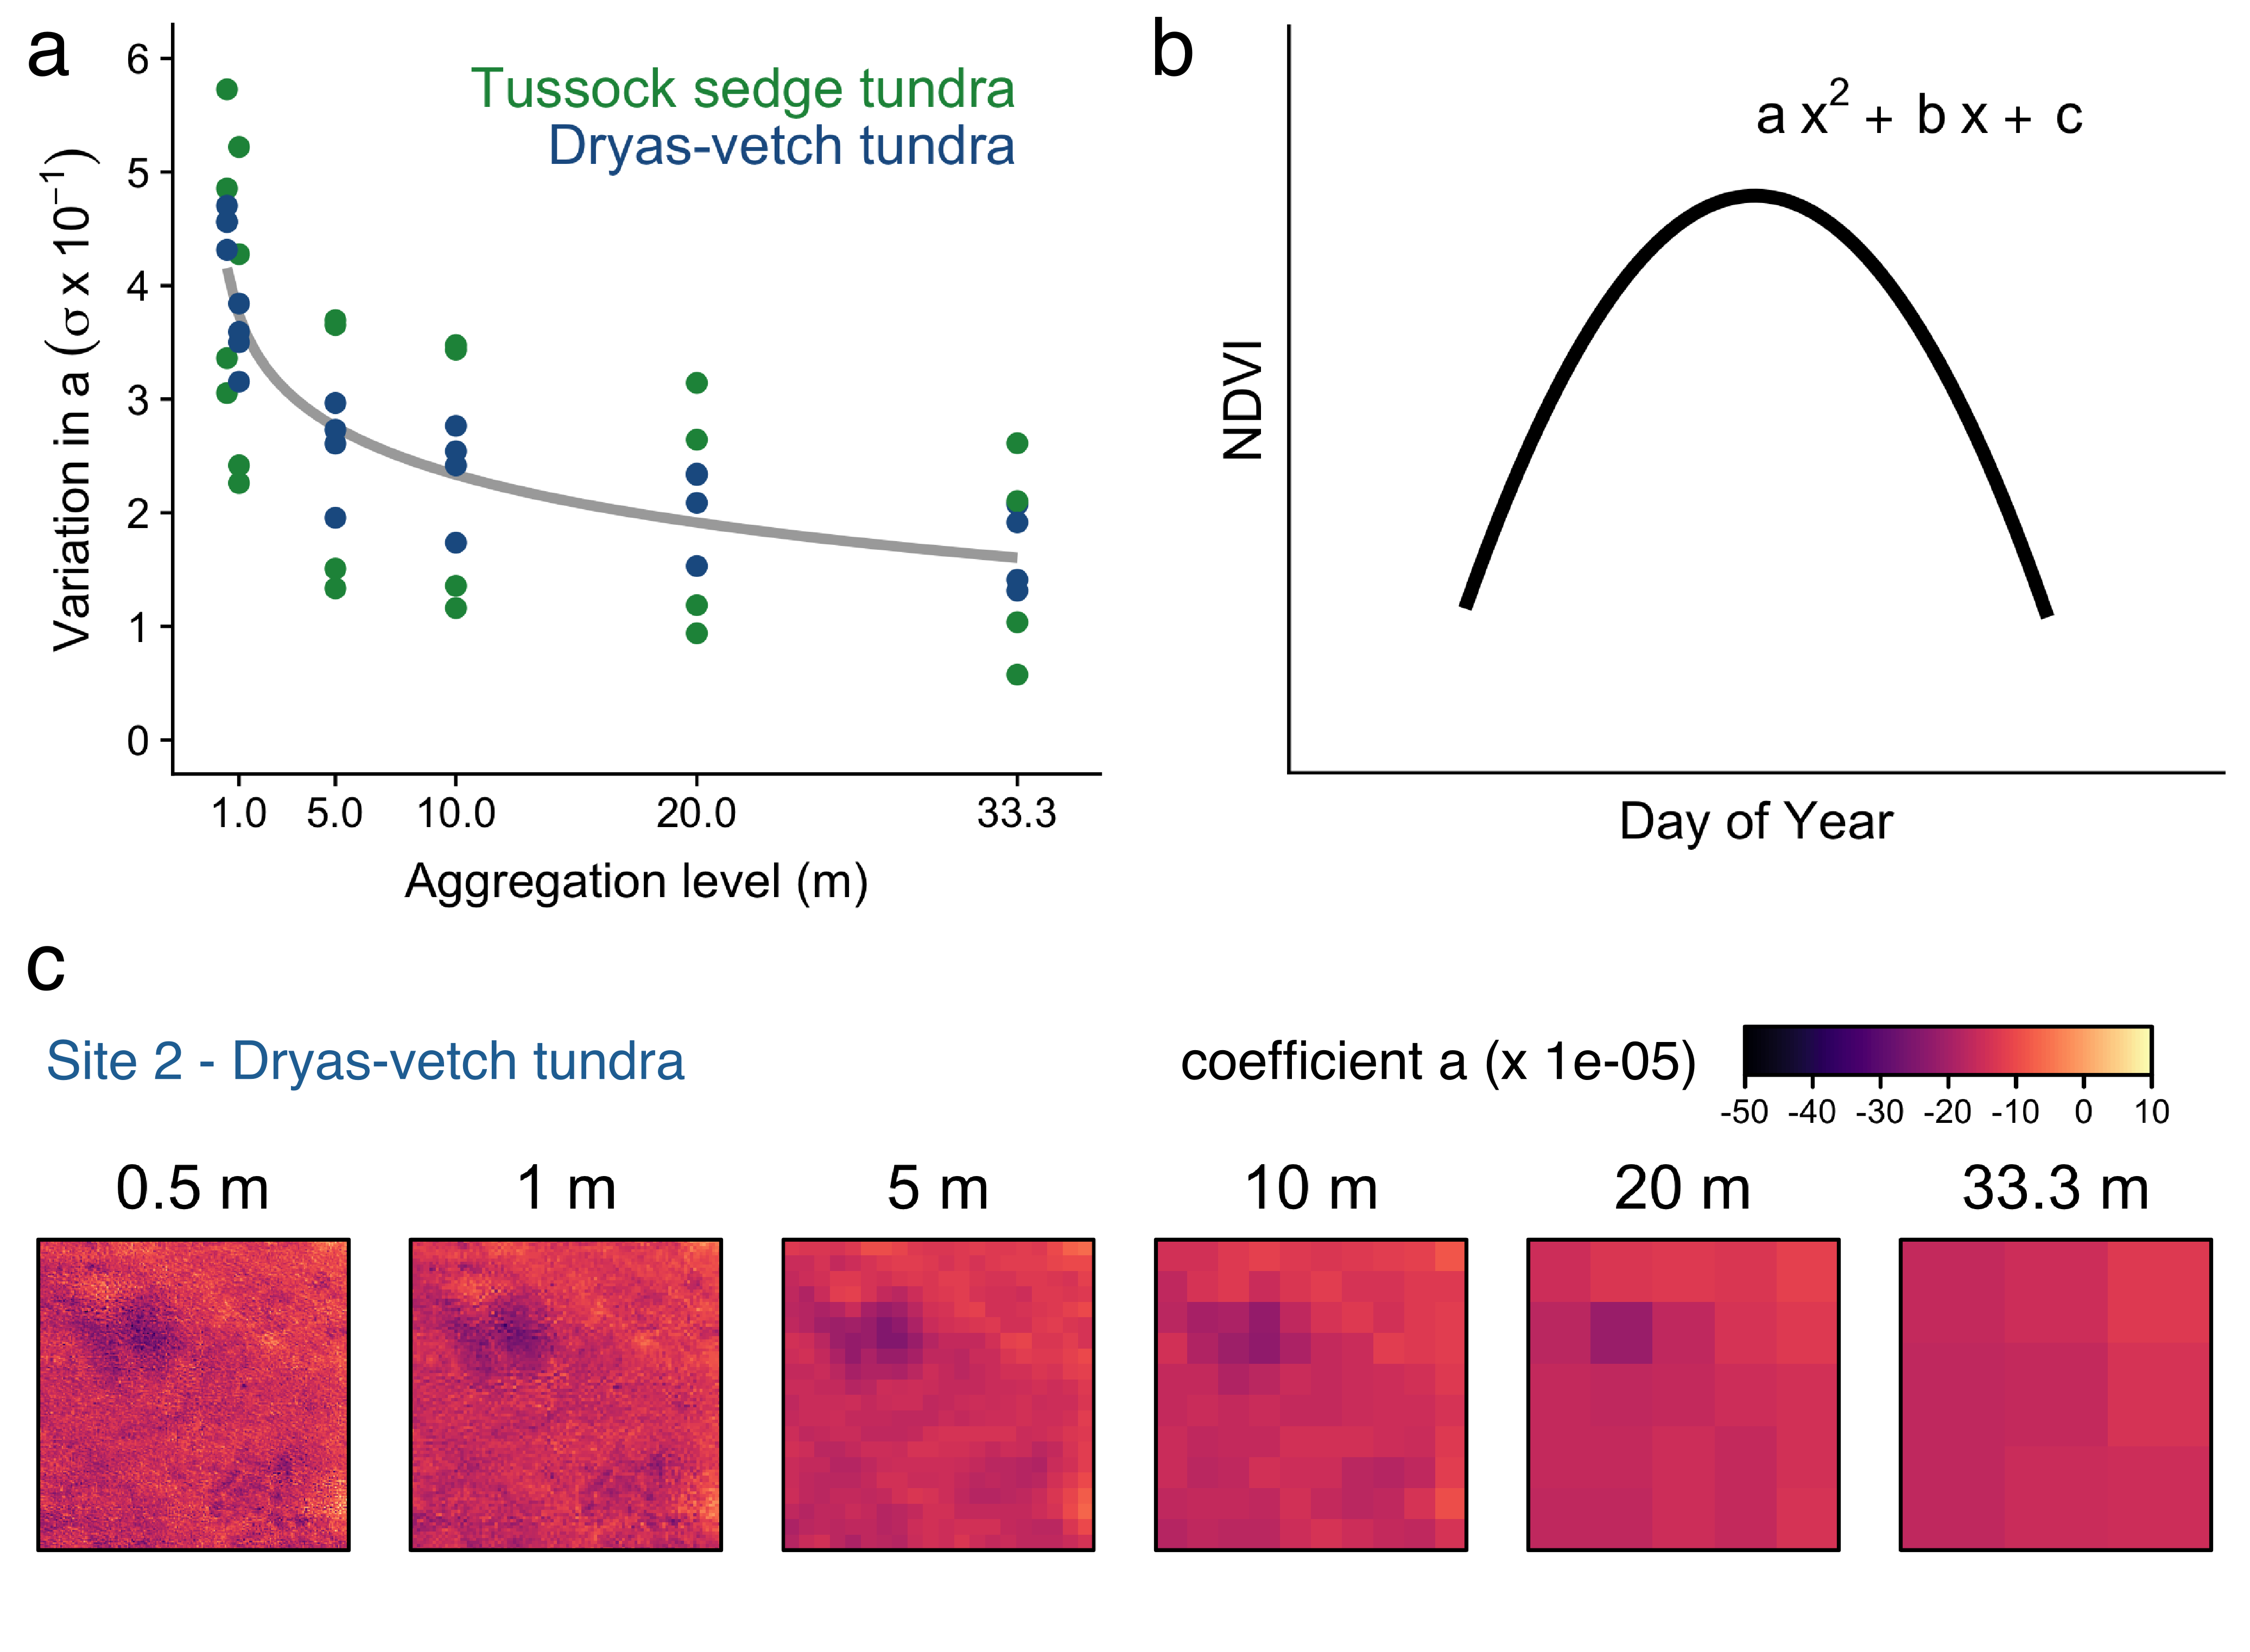 a
6
5
4
3
2
1
0
Variation in a (σ x 10⁻¹)
Tussock sedge tundra
Dryas-vetch tundra
1.0 5.0 10.0 20.0 33.3
Aggregation level (m)
b
a x² + b x + c
NDVI
Day of Year
c
Site 2 - Dryas-vetch tundra
coefficient a (x 1e-05)
-50 -40 -30 -20 -10 0 10
0.5 m 1 m 5 m 10 m 20 m 33.3 m